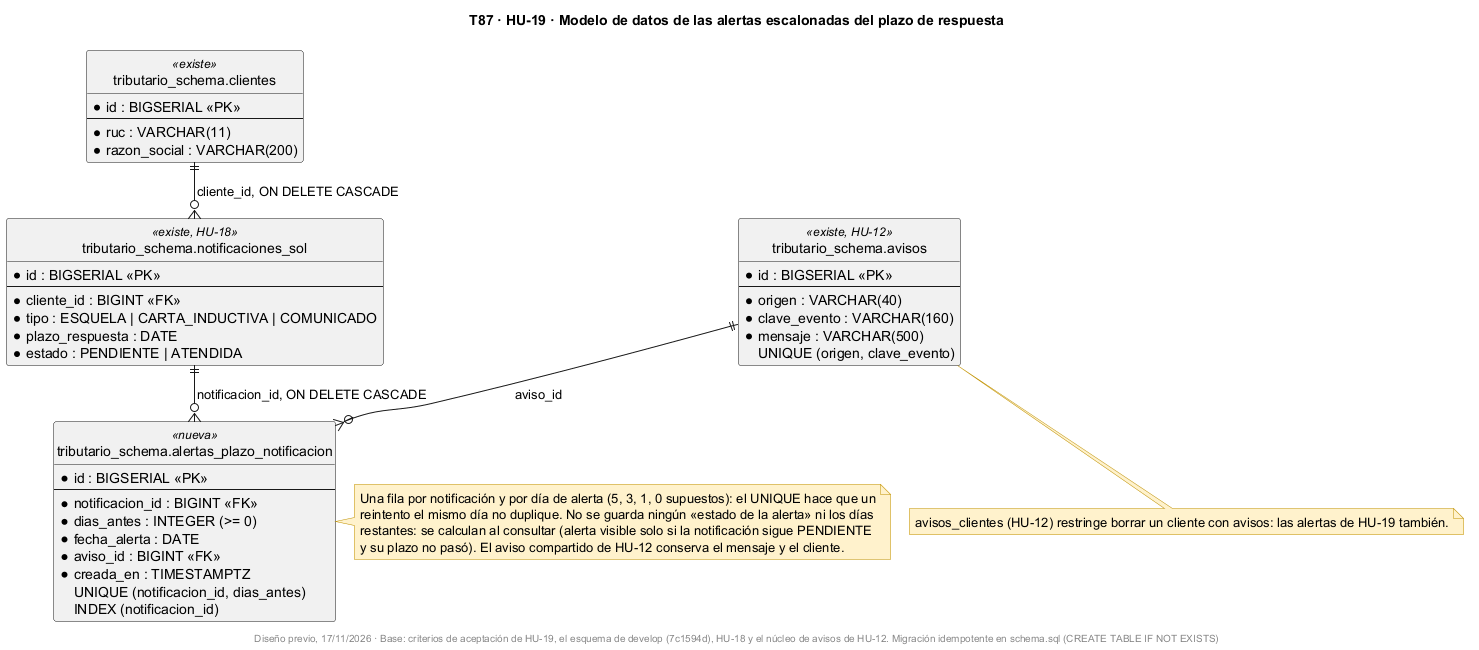 T87 · HU-19 · Modelo de datos de las alertas escalonadas del plazo de respuesta
«existe»
tributario_schema.clientes
id : BIGSERIAL «PK»
ruc : VARCHAR(11)
razon_social : VARCHAR(200)
cliente_id, ON DELETE CASCADE
«existe, HU-18»
tributario_schema.notificaciones_sol
id : BIGSERIAL «PK»
cliente_id : BIGINT «FK»
tipo : ESQUELA | CARTA_INDUCTIVA | COMUNICADO
plazo_respuesta : DATE
estado : PENDIENTE | ATENDIDA
«existe, HU-12»
tributario_schema.avisos
id : BIGSERIAL «PK»
origen : VARCHAR(40)
clave_evento : VARCHAR(160)
mensaje : VARCHAR(500)
UNIQUE (origen, clave_evento)
notificacion_id, ON DELETE CASCADE
aviso_id
«nueva»
tributario_schema.alertas_plazo_notificacion
id : BIGSERIAL «PK»
notificacion_id : BIGINT «FK»
dias_antes : INTEGER (>= 0)
fecha_alerta : DATE
aviso_id : BIGINT «FK»
creada_en : TIMESTAMPTZ
UNIQUE (notificacion_id, dias_antes)
INDEX (notificacion_id)
Una fila por notificación y por día de alerta (5, 3, 1, 0 supuestos): el UNIQUE hace que un
reintento el mismo día no duplique. No se guarda ningún «estado de la alerta» ni los días
restantes: se calculan al consultar (alerta visible solo si la notificación sigue PENDIENTE
y su plazo no pasó). El aviso compartido de HU-12 conserva el mensaje y el cliente.
avisos_clientes (HU-12) restringe borrar un cliente con avisos: las alertas de HU-19 también.
Diseño previo, 17/11/2026 · Base: criterios de aceptación de HU-19, el esquema de develop (7c1594d), HU-18 y el núcleo de avisos de HU-12. Migración idempotente en schema.sql (CREATE TABLE IF NOT EXISTS)